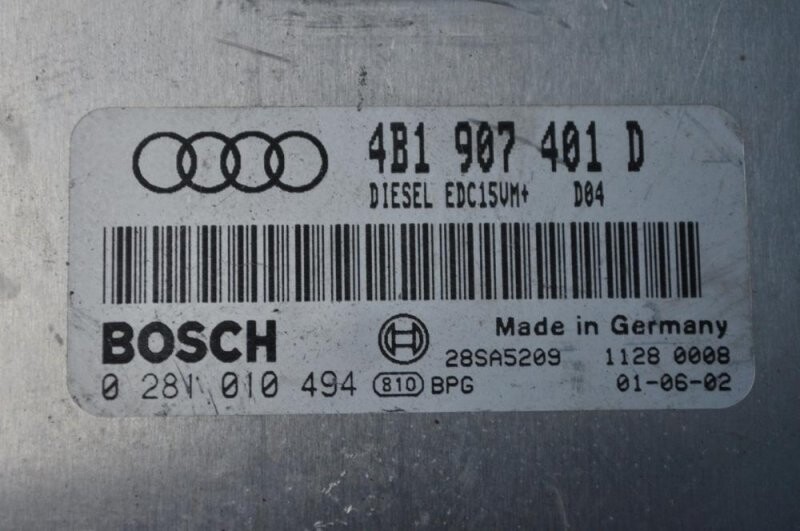 4B1 907 401 D
DIESEL EDC15VM+ D04
BOSCH
Made in Germany
28SA5209 1128 0008
0 281 010 494 810 BPG 01-06-02